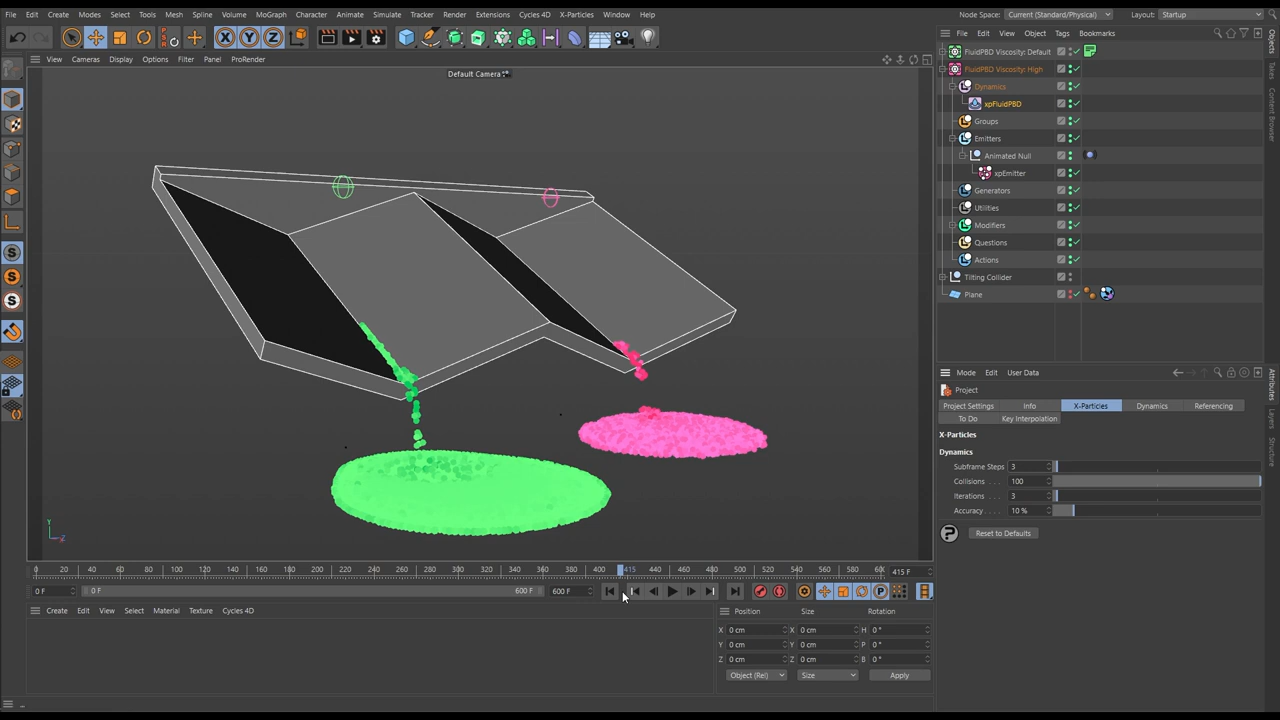 File Edit Create Modes Select Tools Mesh Spline Volume MoGraph Character Animate Simulate Tracker Render Extensions Cycles 4D X-Particles Window Help
Node Space: Current (Standard/Physical) Layout: Startup
X Y Z
View Cameras Display Options Filter Panel ProRender
Default Camera
Y
Z
File Edit View Object Tags Bookmarks
FluidPBD Viscosity: Default
FluidPBD Viscosity: High
Dynamics
xpFluidPBD
Groups
Emitters
Animated Null
xpEmitter
Generators
Utilities
Modifiers
Questions
Actions
Tilting Collider
Plane
Objects
Takes
Content Browser
Attributes
Layers
Structure
Mode Edit User Data
Project
Project Settings Info X-Particles Dynamics Referencing
To Do Key Interpolation
X-Particles
Dynamics
Subframe Steps 3
Collisions . . . 100
Iterations . . . 3
Accuracy . . . . 10 %
Reset to Defaults
0 20 40 60 80 100 120 140 160 180 200 220 240 260 280 300 320 340 360 380 400 415 440 460 480 500 520 540 560 580 60 415 F
0 F 0 F 600 F 600 F
Create Edit View Select Material Texture Cycles 4D
Position Size Rotation
X 0 cm X 0 cm H 0 °
Y 0 cm Y 0 cm P 0 °
Z 0 cm Z 0 cm B 0 °
Object (Rel) Size Apply